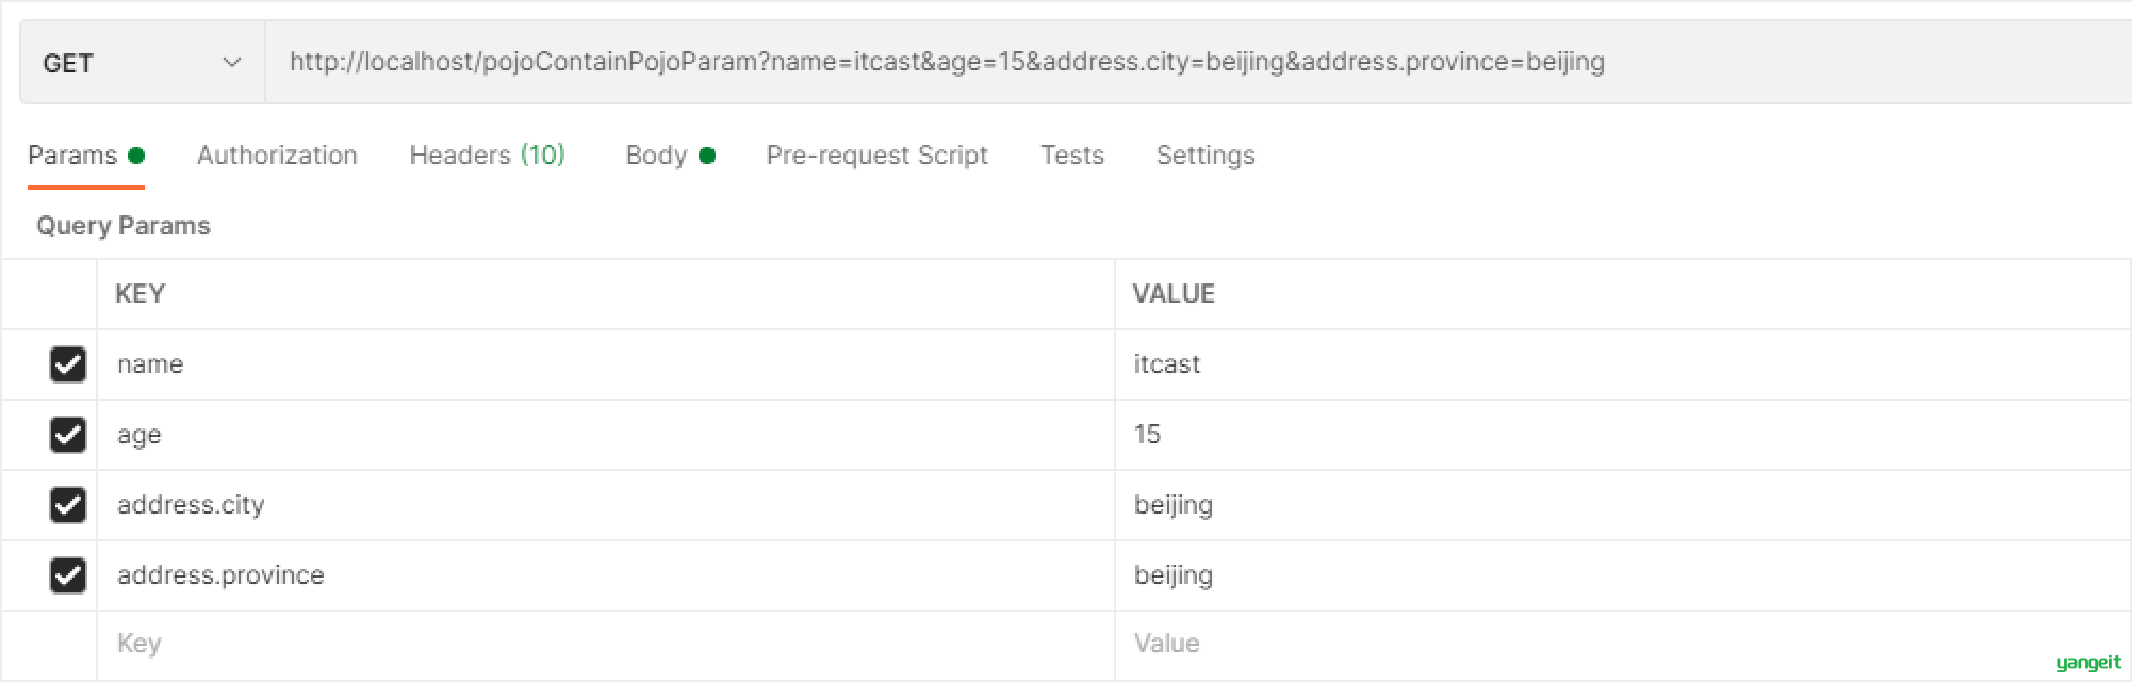 GET http://localhost/pojoContainPojoParam?name=itcast&age=15&address.city=beijing&address.province=beijing
Params Authorization Headers (10) Body Pre-request Script Tests Settings
Query Params
KEY VALUE
name itcast
age 15
address.city beijing
address.province beijing
Key Value
yangeit